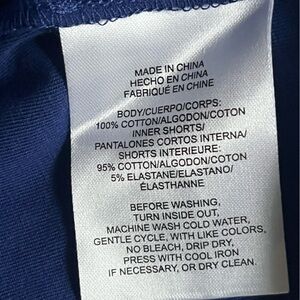 MADE IN CHINA
HECHO EN CHINA
FABRIQUÉ EN CHINE
BODY/CUERPO/CORPS:
100% COTTON/ALGODON/COTON
INNER SHORTS/
PANTALONES CORTOS INTERNA/
SHORTS INTERIEURE:
95% COTTON/ALGODON/COTON
5% ELASTANE/ELASTANO/
ÉLASTHANNE
BEFORE WASHING,
TURN INSIDE OUT,
MACHINE WASH COLD WATER,
GENTLE CYCLE, WITH LIKE COLORS,
NO BLEACH, DRIP DRY,
PRESS WITH COOL IRON
IF NECESSARY, OR DRY CLEAN.